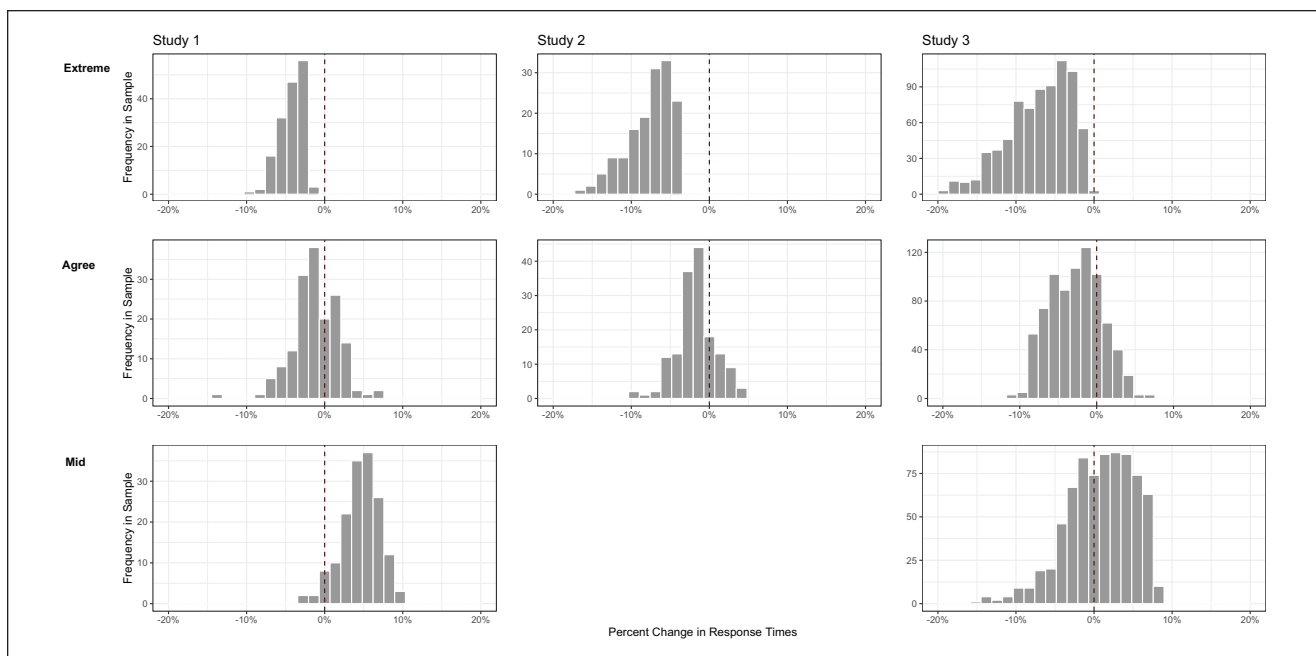 Study 1 Study 2 Study 3
Extreme
Frequency in Sample
40
20
0
-20% -10% 0% 10% 20%
30
20
10
0
-20% -10% 0% 10% 20%
90
60
30
0
-20% -10% 0% 10% 20%
Agree
Frequency in Sample
30
20
10
0
-20% -10% 0% 10% 20%
40
30
20
10
0
-20% -10% 0% 10% 20%
120
80
40
0
-20% -10% 0% 10% 20%
Mid
Frequency in Sample
30
20
10
0
-20% -10% 0% 10% 20%
75
50
25
0
-20% -10% 0% 10% 20%
Percent Change in Response Times